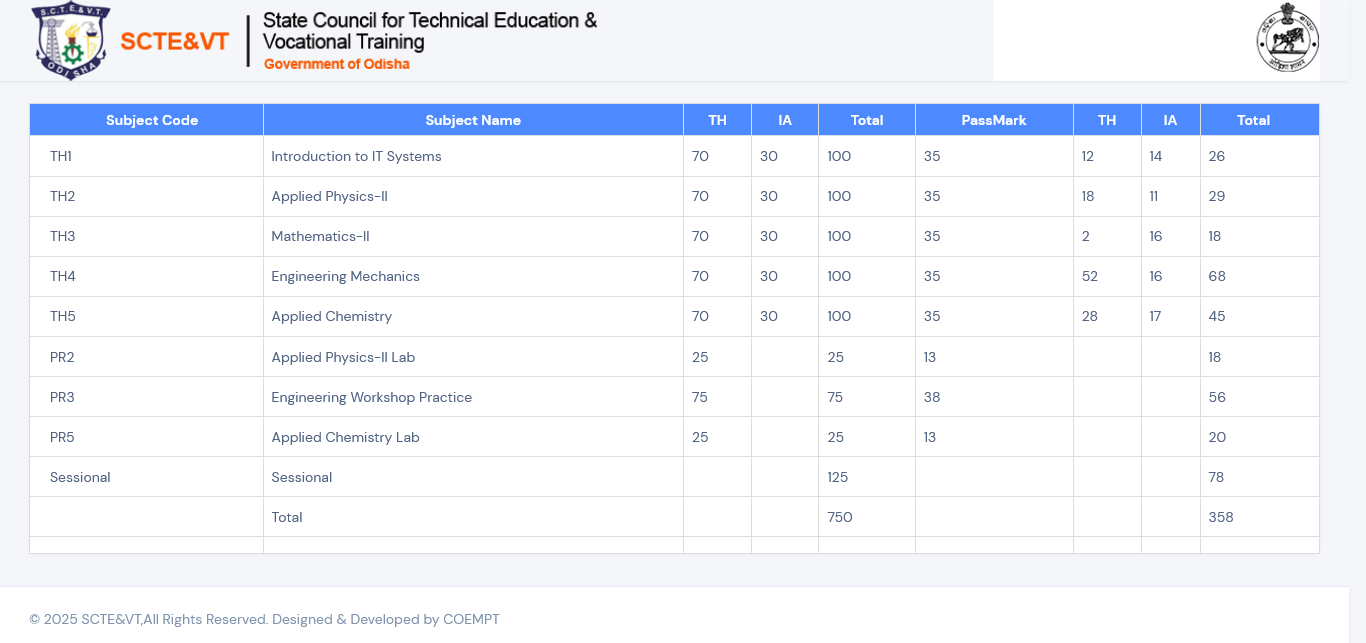 S.C.T.E.&V.T.
ODISHA
SCTE&VT
State Council for Technical Education &
Vocational Training
Government of Odisha
Subject Code Subject Name TH IA Total PassMark TH IA Total
TH1 Introduction to IT Systems 70 30 100 35 12 14 26
TH2 Applied Physics-II 70 30 100 35 18 11 29
TH3 Mathematics-II 70 30 100 35 2 16 18
TH4 Engineering Mechanics 70 30 100 35 52 16 68
TH5 Applied Chemistry 70 30 100 35 28 17 45
PR2 Applied Physics-II Lab 25 25 13 18
PR3 Engineering Workshop Practice 75 75 38 56
PR5 Applied Chemistry Lab 25 25 13 20
Sessional Sessional 125 78
Total 750 358
© 2025 SCTE&VT,All Rights Reserved. Designed & Developed by COEMPT